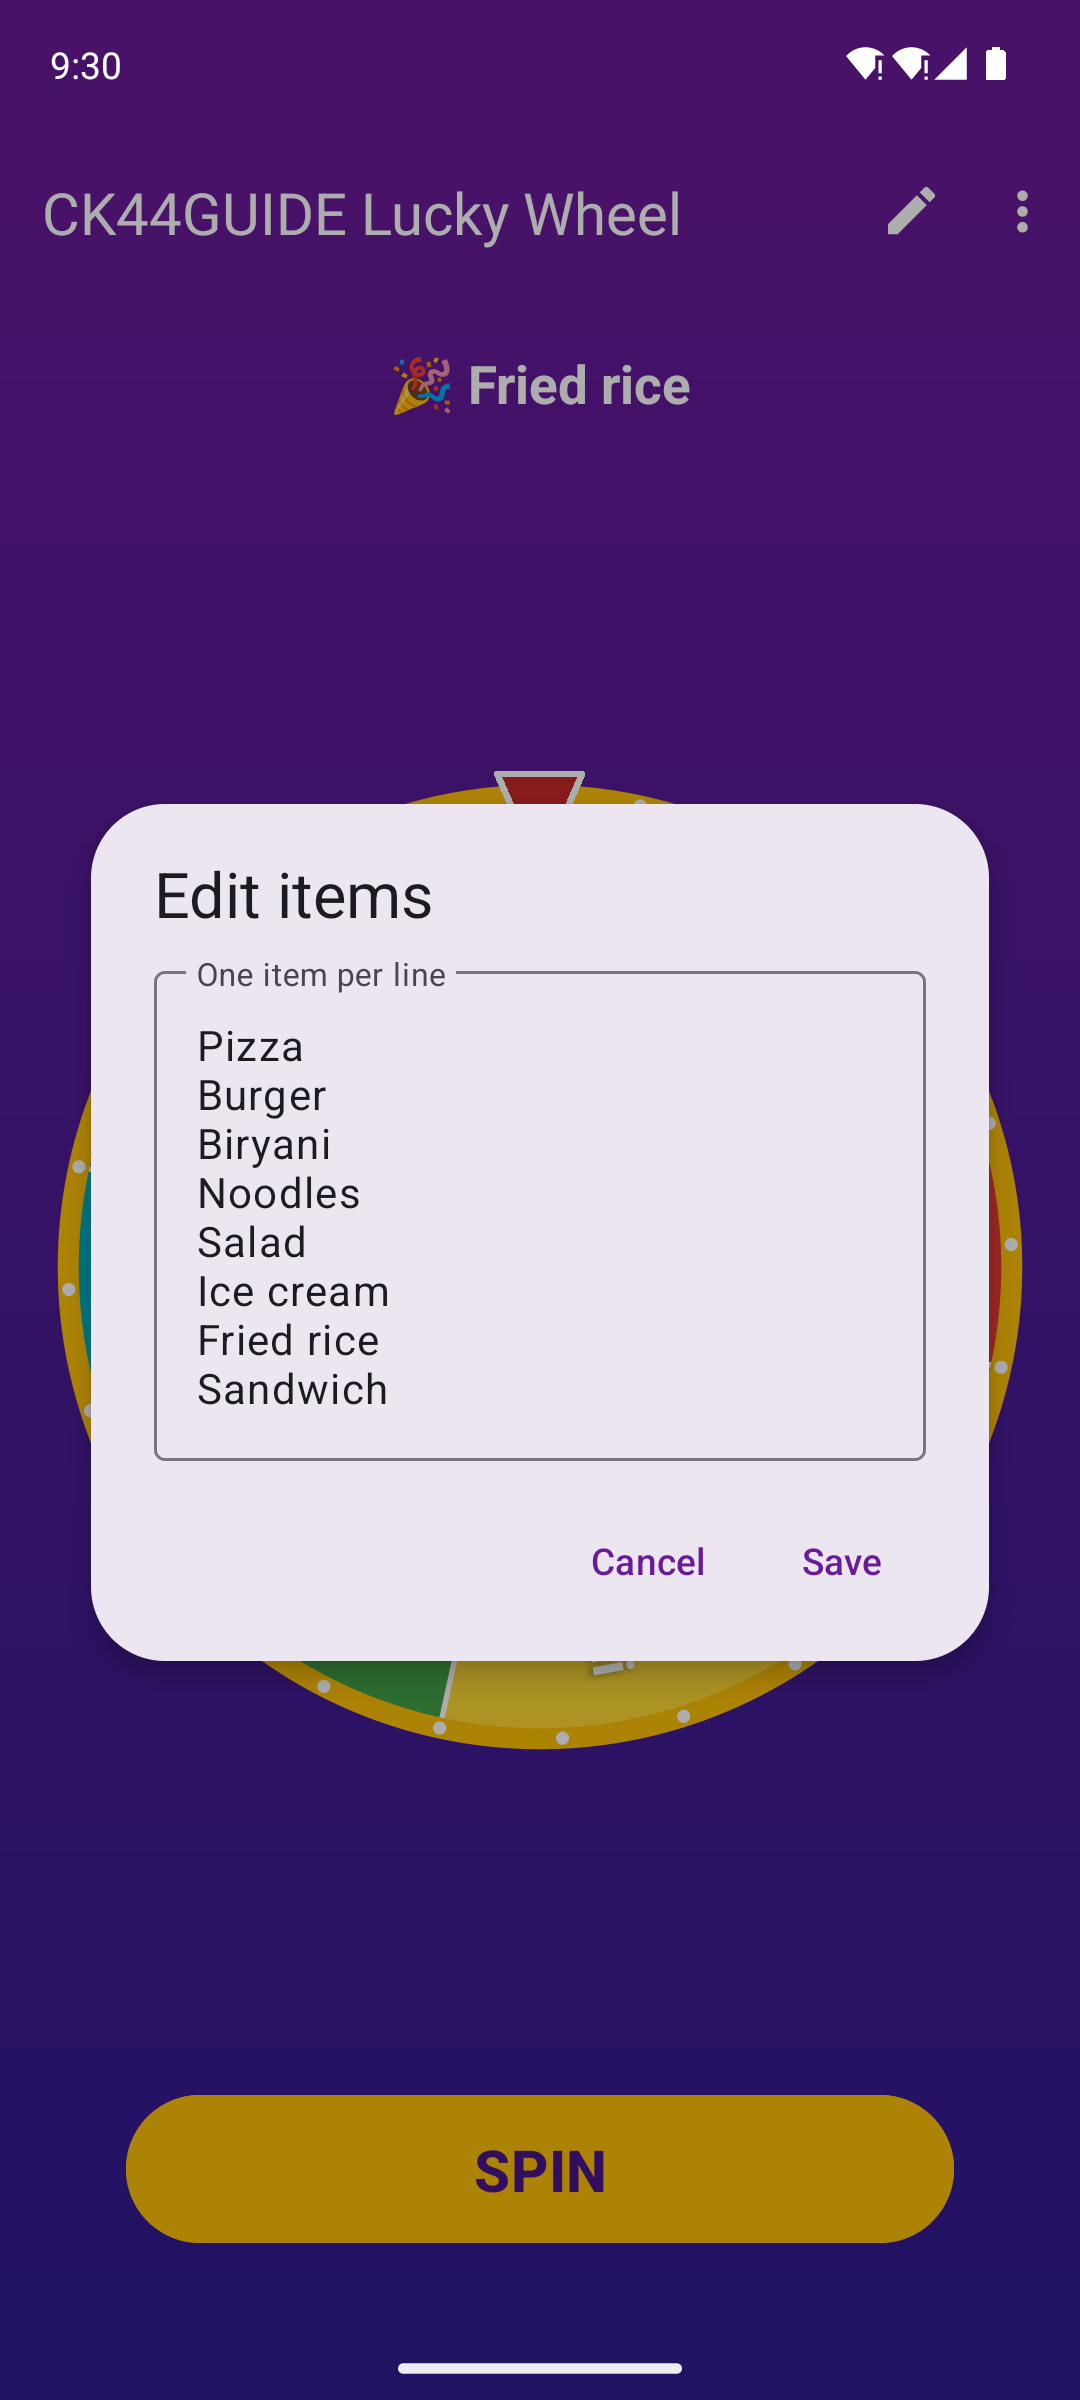 9:30
CK44GUIDE Lucky Wheel
🎉 Fried rice
Edit items
One item per line
Pizza
Burger
Biryani
Noodles
Salad
Ice cream
Fried rice
Sandwich
Cancel
Save
SPIN